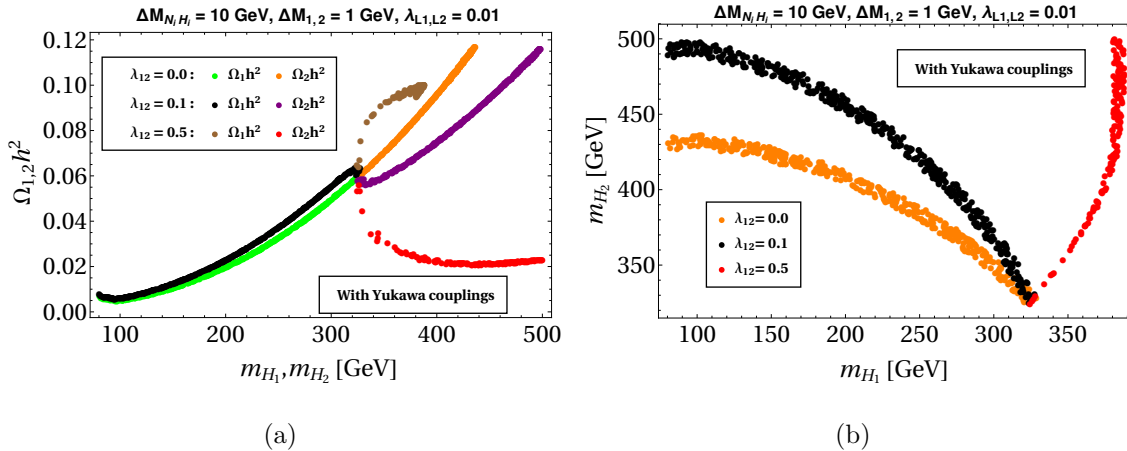 ΔM_{N_i H_i} = 10 GeV, ΔM_{1,2} = 1 GeV, λ_{L1,L2} = 0.01
0.12
0.10
0.08
0.06
0.04
0.02
0.00
Ω_{1,2}h²
λ₁₂ = 0.0 : Ω₁h² Ω₂h²
λ₁₂ = 0.1 : Ω₁h² Ω₂h²
λ₁₂ = 0.5 : Ω₁h² Ω₂h²
With Yukawa couplings
100 200 300 400 500
m_{H₁}, m_{H₂} [GeV]
(a)
ΔM_{N_i H_i} = 10 GeV, ΔM_{1,2} = 1 GeV, λ_{L1,L2} = 0.01
500
450
400
350
m_{H₂} [GeV]
With Yukawa couplings
λ₁₂ = 0.0
λ₁₂ = 0.1
λ₁₂ = 0.5
100 150 200 250 300 350
m_{H₁} [GeV]
(b)